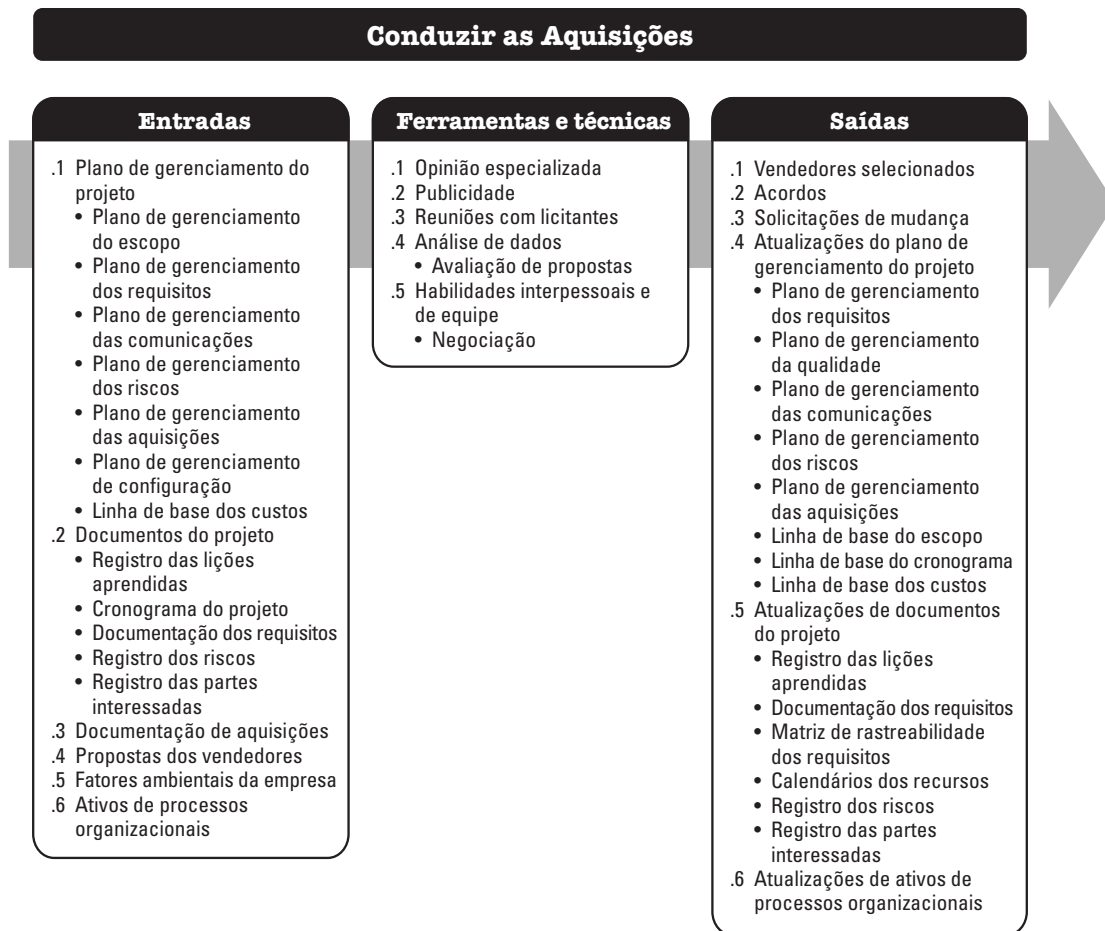 Conduzir as Aquisições
Entradas
.1 Plano de gerenciamento do
projeto
• Plano de gerenciamento
do escopo
• Plano de gerenciamento
dos requisitos
• Plano de gerenciamento
das comunicações
• Plano de gerenciamento
dos riscos
• Plano de gerenciamento
das aquisições
• Plano de gerenciamento
de configuração
• Linha de base dos custos
.2 Documentos do projeto
• Registro das lições
aprendidas
• Cronograma do projeto
• Documentação dos requisitos
• Registro dos riscos
• Registro das partes
interessadas
.3 Documentação de aquisições
.4 Propostas dos vendedores
.5 Fatores ambientais da empresa
.6 Ativos de processos
organizacionais
Ferramentas e técnicas
.1 Opinião especializada
.2 Publicidade
.3 Reuniões com licitantes
.4 Análise de dados
• Avaliação de propostas
.5 Habilidades interpessoais e
de equipe
• Negociação
Saídas
.1 Vendedores selecionados
.2 Acordos
.3 Solicitações de mudança
.4 Atualizações do plano de
gerenciamento do projeto
• Plano de gerenciamento
dos requisitos
• Plano de gerenciamento
da qualidade
• Plano de gerenciamento
das comunicações
• Plano de gerenciamento
dos riscos
• Plano de gerenciamento
das aquisições
• Linha de base do escopo
• Linha de base do cronograma
• Linha de base dos custos
.5 Atualizações de documentos
do projeto
• Registro das lições
aprendidas
• Documentação dos requisitos
• Matriz de rastreabilidade
dos requisitos
• Calendários dos recursos
• Registro dos riscos
• Registro das partes
interessadas
.6 Atualizações de ativos de
processos organizacionais